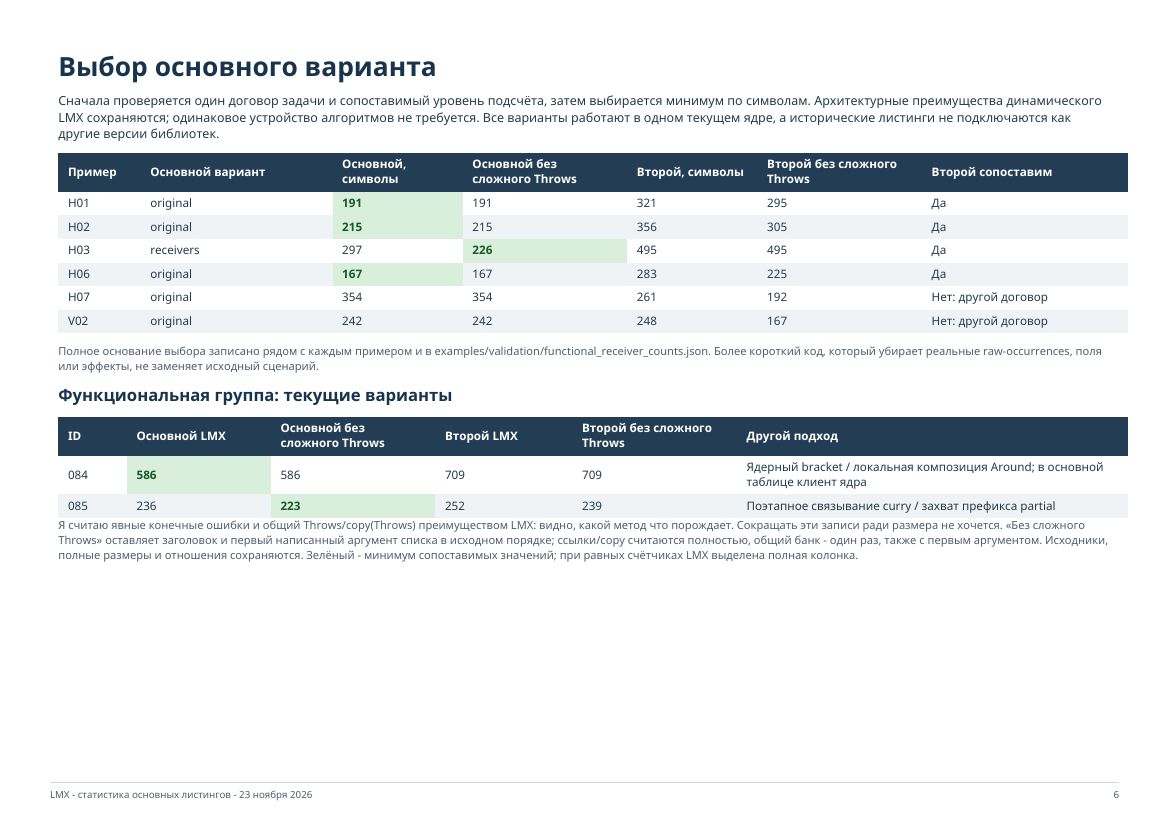 Выбор основного варианта
Сначала проверяется один договор задачи и сопоставимый уровень подсчёта, затем выбирается минимум по символам. Архитектурные преимущества динамического
LMX сохраняются; одинаковое устройство алгоритмов не требуется. Все варианты работают в одном текущем ядре, а исторические листинги не подключаются как
другие версии библиотек.
Пример Основной вариант Основной, символы Основной без сложного Throws Второй, символы Второй без сложного Throws Второй сопоставим
H01 original 191 191 321 295 Да
H02 original 215 215 356 305 Да
H03 receivers 297 226 495 495 Да
H06 original 167 167 283 225 Да
H07 original 354 354 261 192 Нет: другой договор
V02 original 242 242 248 167 Нет: другой договор
Полное основание выбора записано рядом с каждым примером и в examples/validation/functional_receiver_counts.json. Более короткий код, который убирает реальные raw-occurrences, поля
или эффекты, не заменяет исходный сценарий.
Функциональная группа: текущие варианты
ID Основной LMX Основной без сложного Throws Второй LMX Второй без сложного Throws Другой подход
084 586 586 709 709 Ядерный bracket / локальная композиция Around; в основной таблице клиент ядра
085 236 223 252 239 Поэтапное связывание curry / захват префикса partial
Я считаю явные конечные ошибки и общий Throws/copy(Throws) преимуществом LMX: видно, какой метод что порождает. Сокращать эти записи ради размера не хочется. «Без сложного
Throws» оставляет заголовок и первый написанный аргумент списка в исходном порядке; ссылки/copy считаются полностью, общий банк - один раз, также с первым аргументом. Исходники,
полные размеры и отношения сохраняются. Зелёный - минимум сопоставимых значений; при равных счётчиках LMX выделена полная колонка.
LMX - статистика основных листингов - 23 ноября 2026 6